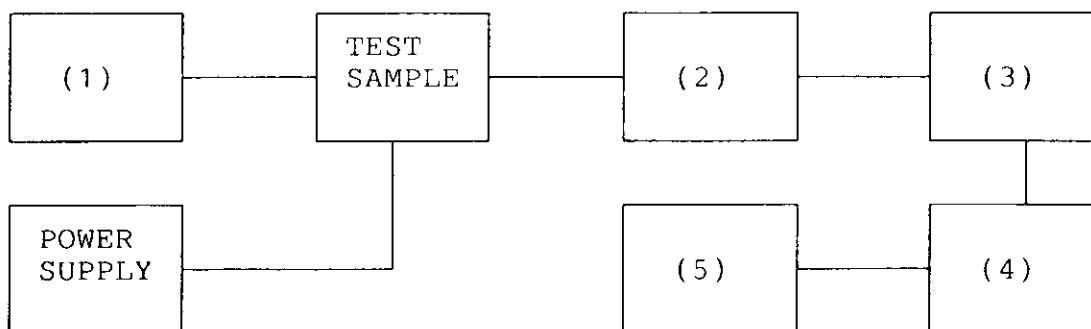 (1)
TEST
SAMPLE
(2)
(3)
POWER
SUPPLY
(5)
(4)